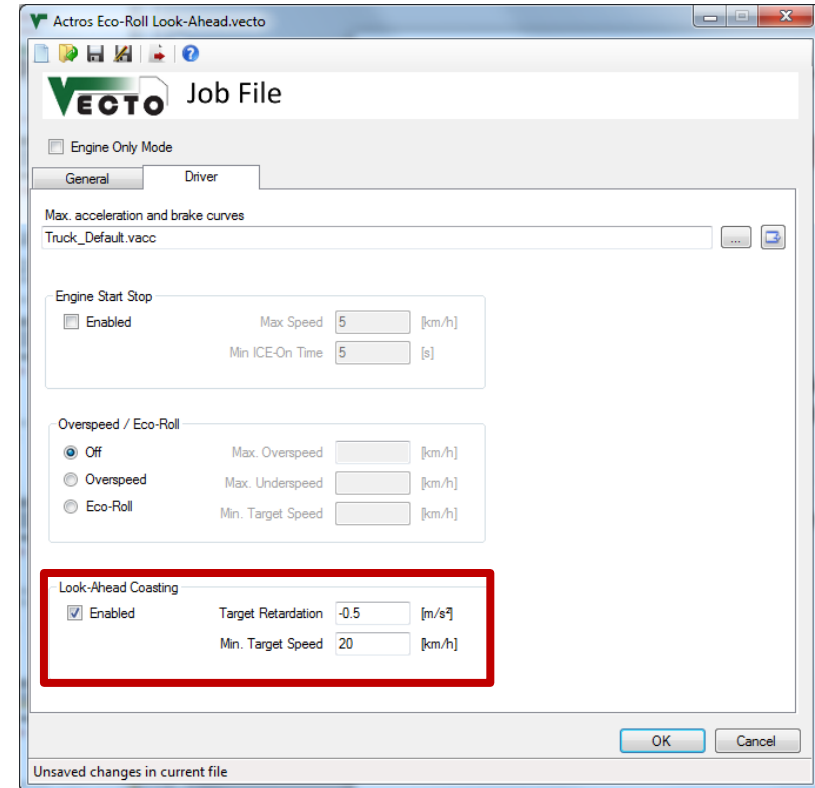 Actros Eco-Roll Look-Ahead.vecto
VECTO Job File
Engine Only Mode
General Driver
Max. acceleration and brake curves
Truck_Default.vacc ...
Engine Start Stop
Enabled Max Speed 5 [km/h]
Min ICE-On Time 5 [s]
Overspeed / Eco-Roll
Off Max. Overspeed [km/h]
Overspeed Max. Underspeed [km/h]
Eco-Roll Min. Target Speed [km/h]
Look-Ahead Coasting
Enabled Target Retardation -0.5 [m/s²]
Min. Target Speed 20 [km/h]
OK Cancel
Unsaved changes in current file